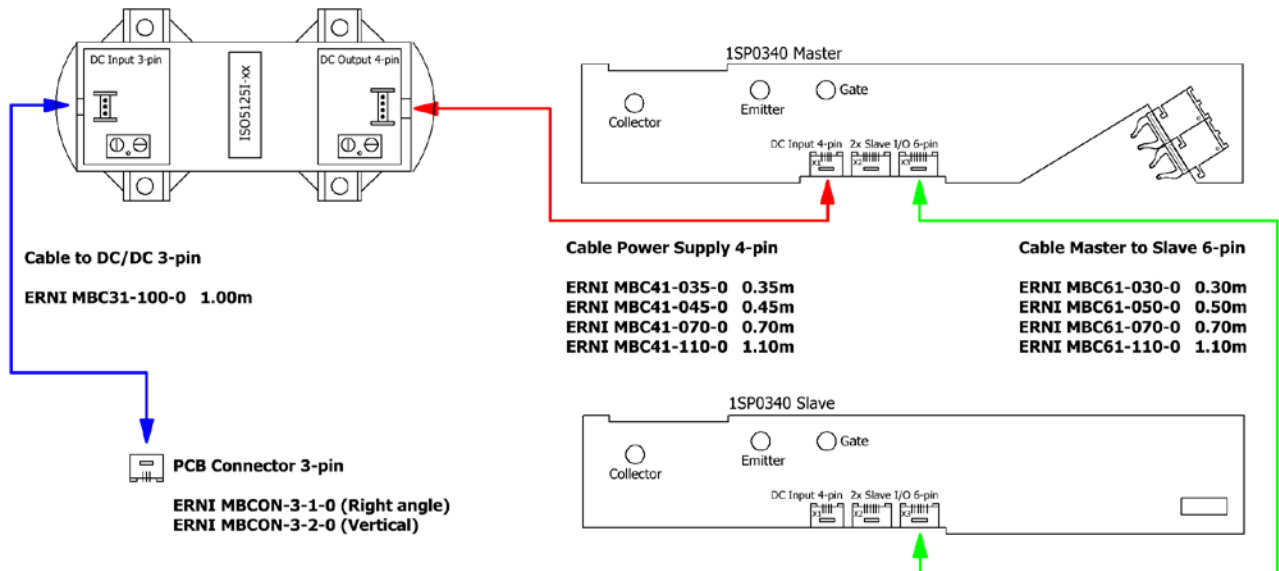 DC Input 3-pin
ISO5125I-xx
DC Output 4-pin
1SP0340 Master
Collector
Emitter
Gate
DC Input 4-pin 2x Slave I/O 6-pin
X1 X2 X3
Cable to DC/DC 3-pin
ERNI MBC31-100-0 1.00m
Cable Power Supply 4-pin
ERNI MBC41-035-0 0.35m
ERNI MBC41-045-0 0.45m
ERNI MBC41-070-0 0.70m
ERNI MBC41-110-0 1.10m
Cable Master to Slave 6-pin
ERNI MBC61-030-0 0.30m
ERNI MBC61-050-0 0.50m
ERNI MBC61-070-0 0.70m
ERNI MBC61-110-0 1.10m
1SP0340 Slave
Collector
Emitter
Gate
DC Input 4-pin 2x Slave I/O 6-pin
X1 X2 X3
PCB Connector 3-pin
ERNI MBCON-3-1-0 (Right angle)
ERNI MBCON-3-2-0 (Vertical)